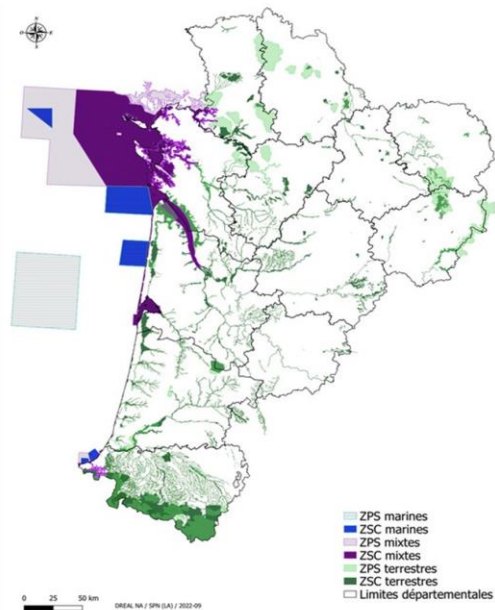 N
ZPS marines
ZSC marines
ZPS mixtes
ZSC mixtes
ZPS terrestres
ZSC terrestres
Limites départementales
0 25 50 km
DREAL NA / SPN (LA) / 2022-09